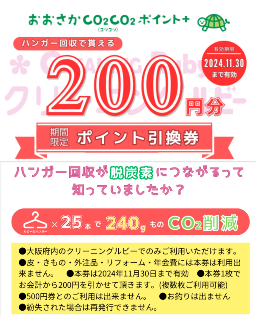 おおさかCO2CO2ポイント+
(コツコツ)
ハンガー回収で貰える
有効期限
2024.11.30
まで有効
200円分
期間限定 ポイント引換券
ハンガー回収が脱炭素につながるって
知っていましたか？
×25本で240gもの CO2削減
●大阪府内のクリーニングルビーでのみご利用いただけます。
●皮・きもの・外注品・リフォーム・年会費には本券は利用出
来ません。 ●本券は2024年11月30日まで有効 ●本券1枚で
お会計から200円を引かせて頂きます。(複数枚ご利用可能)
●500円券とのご利用は出来ません。 ●お釣りは出ません
●紛失された場合は再発行できません。